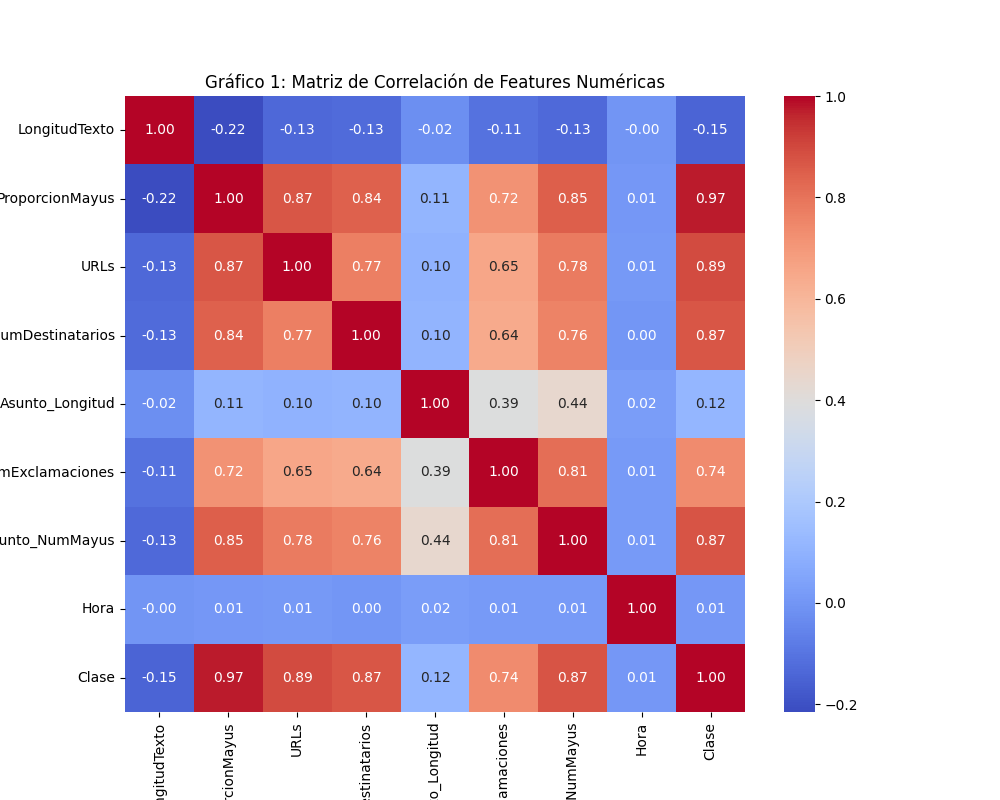 Gráfico 1: Matriz de Correlación de Features Numéricas
LongitudTexto 1.00 -0.22 -0.13 -0.13 -0.02 -0.11 -0.13 -0.00 -0.15
ProporcionMayus -0.22 1.00 0.87 0.84 0.11 0.72 0.85 0.01 0.97
URLs -0.13 0.87 1.00 0.77 0.10 0.65 0.78 0.01 0.89
umDestinatarios -0.13 0.84 0.77 1.00 0.10 0.64 0.76 0.00 0.87
Asunto_Longitud -0.02 0.11 0.10 0.10 1.00 0.39 0.44 0.02 0.12
mExclamaciones -0.11 0.72 0.65 0.64 0.39 1.00 0.81 0.01 0.74
unto_NumMayus -0.13 0.85 0.78 0.76 0.44 0.81 1.00 0.01 0.87
Hora -0.00 0.01 0.01 0.00 0.02 0.01 0.01 1.00 0.01
Clase -0.15 0.97 0.89 0.87 0.12 0.74 0.87 0.01 1.00
ngitudTexto
rcionMayus
URLs
estinatarios
o_Longitud
amaciones
NumMayus
Hora
Clase
1.0
0.8
0.6
0.4
0.2
0.0
−0.2